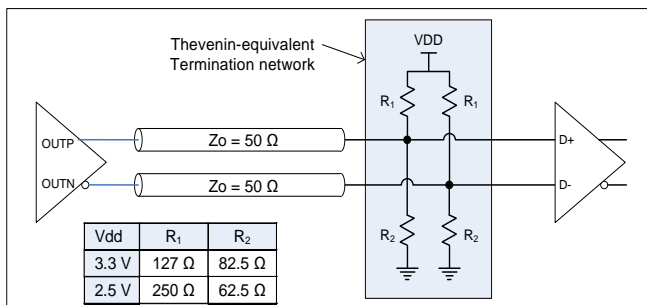 Thevenin-equivalent
Termination network
VDD
R₁ R₁
OUTP Zo = 50 Ω D+
OUTN Zo = 50 Ω D-
R₂ R₂
Vdd R₁ R₂
3.3 V 127 Ω 82.5 Ω
2.5 V 250 Ω 62.5 Ω